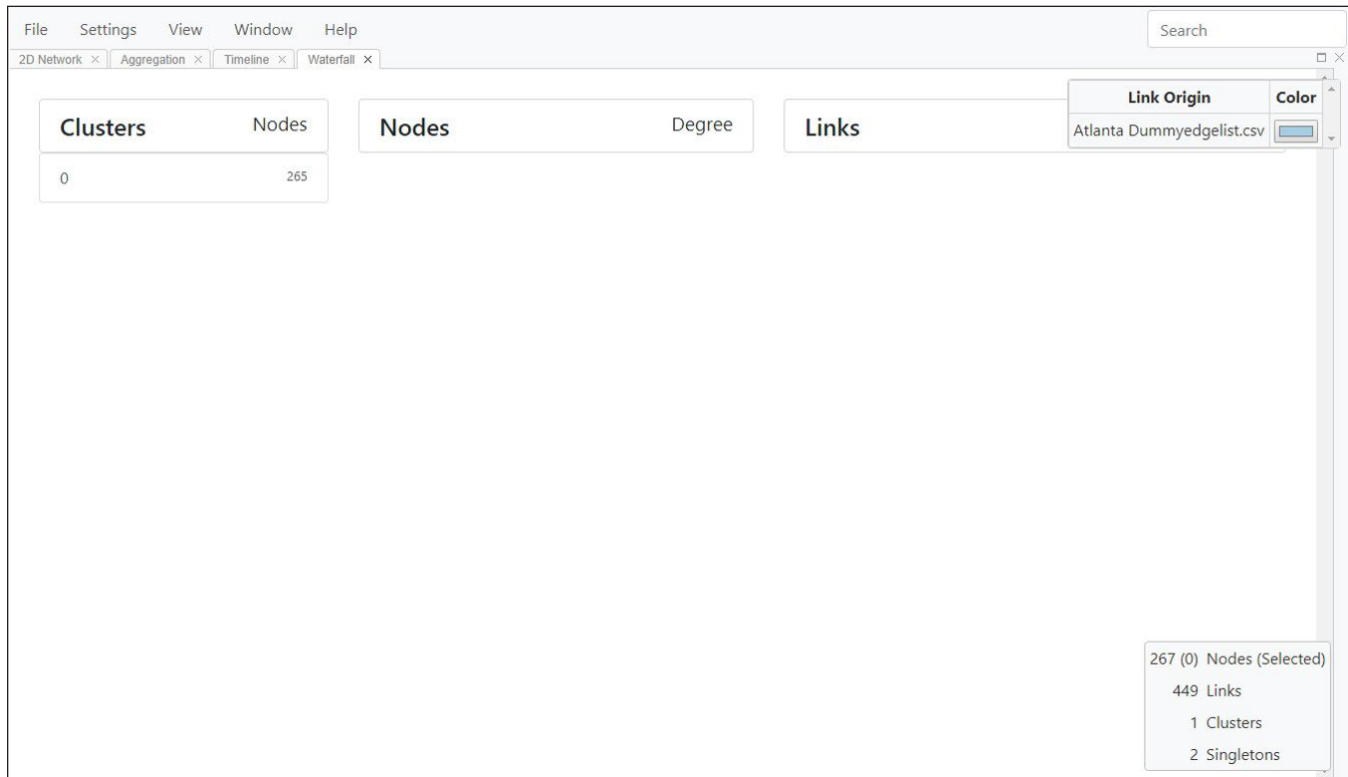 File Settings View Window Help Search
2D Network × Aggregation × Timeline × Waterfall ×
Link Origin Color
Clusters Nodes Nodes Degree Links
Atlanta Dummyedgelist.csv
0 265
267 (0) Nodes (Selected)
449 Links
1 Clusters
2 Singletons